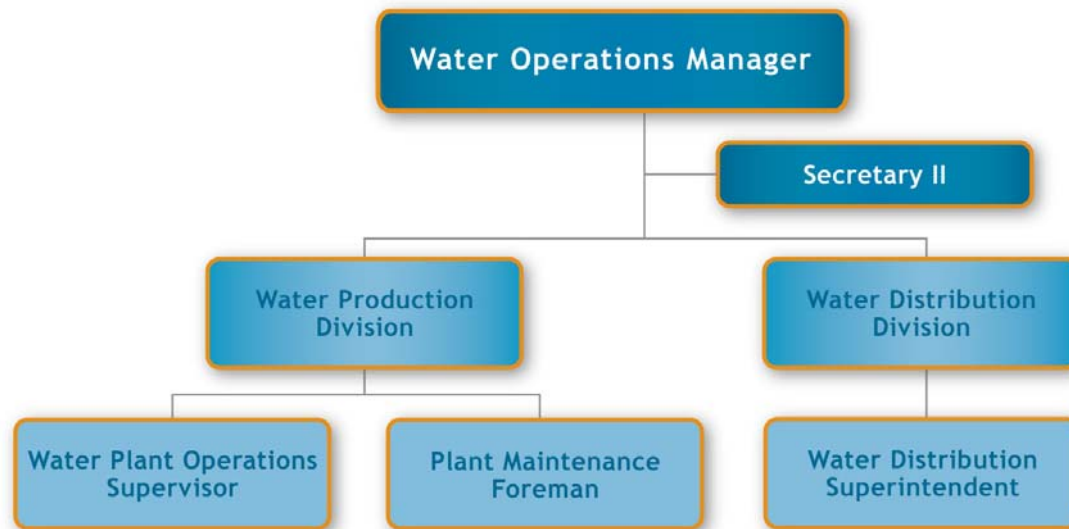 Water Operations Manager
Secretary II
Water Production
Division
Water Distribution
Division
Water Plant Operations
Supervisor
Plant Maintenance
Foreman
Water Distribution
Superintendent